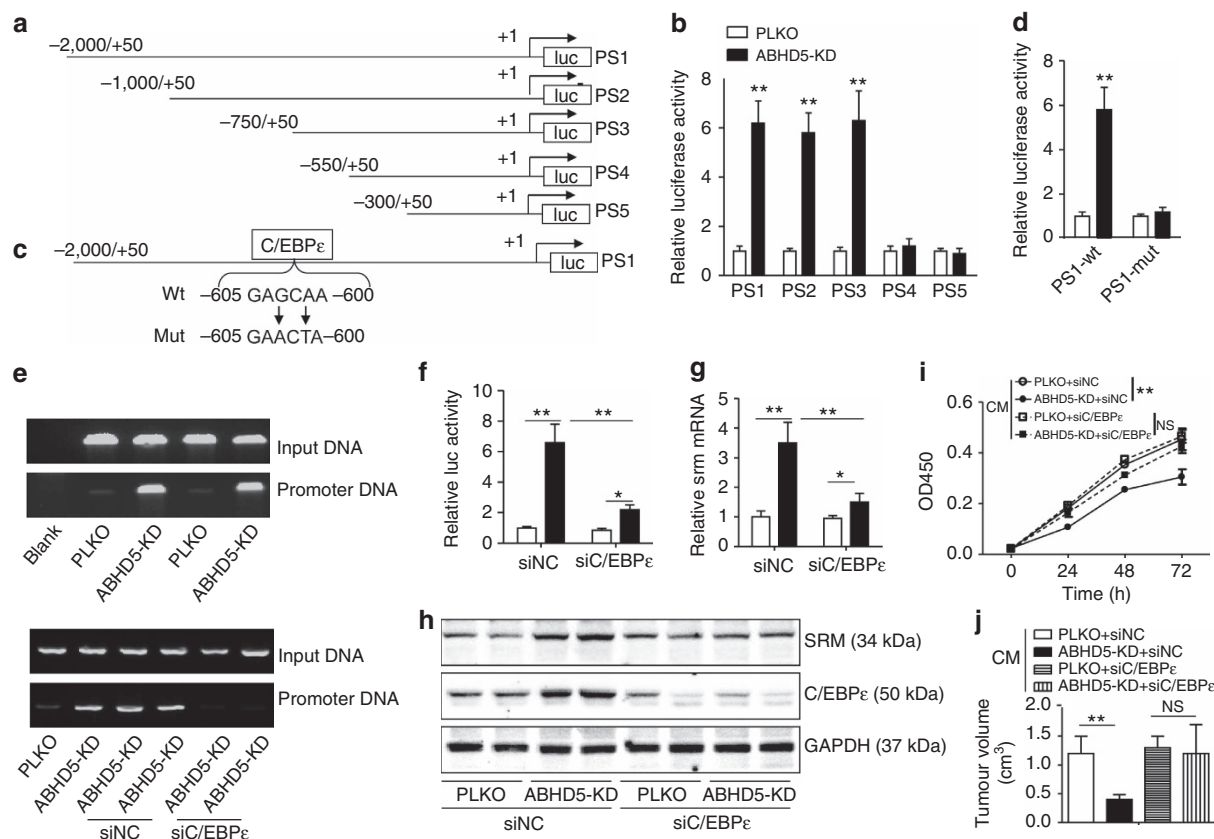 a
−2,000/+50
+1
luc
PS1
−1,000/+50
+1
luc
PS2
−750/+50
+1
luc
PS3
−550/+50
+1
luc
PS4
−300/+50
+1
luc
PS5
b
PLKO
ABHD5-KD
Relative luciferase activity
8
6
4
2
0
**
**
**
PS1
PS2
PS3
PS4
PS5
c
−2,000/+50
C/EBPε
+1
luc
PS1
Wt −605 GAGCAA −600
Mut −605 GAACTA−600
d
Relative luciferase activity
8
6
4
2
0
**
PS1-wt
PS1-mut
e
Input DNA
Promoter DNA
Blank
PLKO
ABHD5-KD
PLKO
ABHD5-KD
Input DNA
Promoter DNA
PLKO
ABHD5-KD
ABHD5-KD
ABHD5-KD
ABHD5-KD
ABHD5-KD
siNC
siC/EBPε
f
Relative luc activity
10
8
6
4
2
0
**
**
*
siNC
siC/EBPε
g
Relative srm mRNA
5
4
3
2
1
0
**
**
*
siNC
siC/EBPε
h
SRM (34 kDa)
C/EBPε (50 kDa)
GAPDH (37 kDa)
PLKO
ABHD5-KD
PLKO
ABHD5-KD
siNC
siC/EBPε
i
CM
PLKO+siNC
ABHD5-KD+siNC
PLKO+siC/EBPε
ABHD5-KD+siC/EBPε
**
NS
OD450
0.6
0.4
0.2
0.0
0
24
48
72
Time (h)
j
CM
PLKO+siNC
ABHD5-KD+siNC
PLKO+siC/EBPε
ABHD5-KD+siC/EBPε
Tumour volume
(cm3)
2.0
1.5
1.0
0.5
0
**
NS